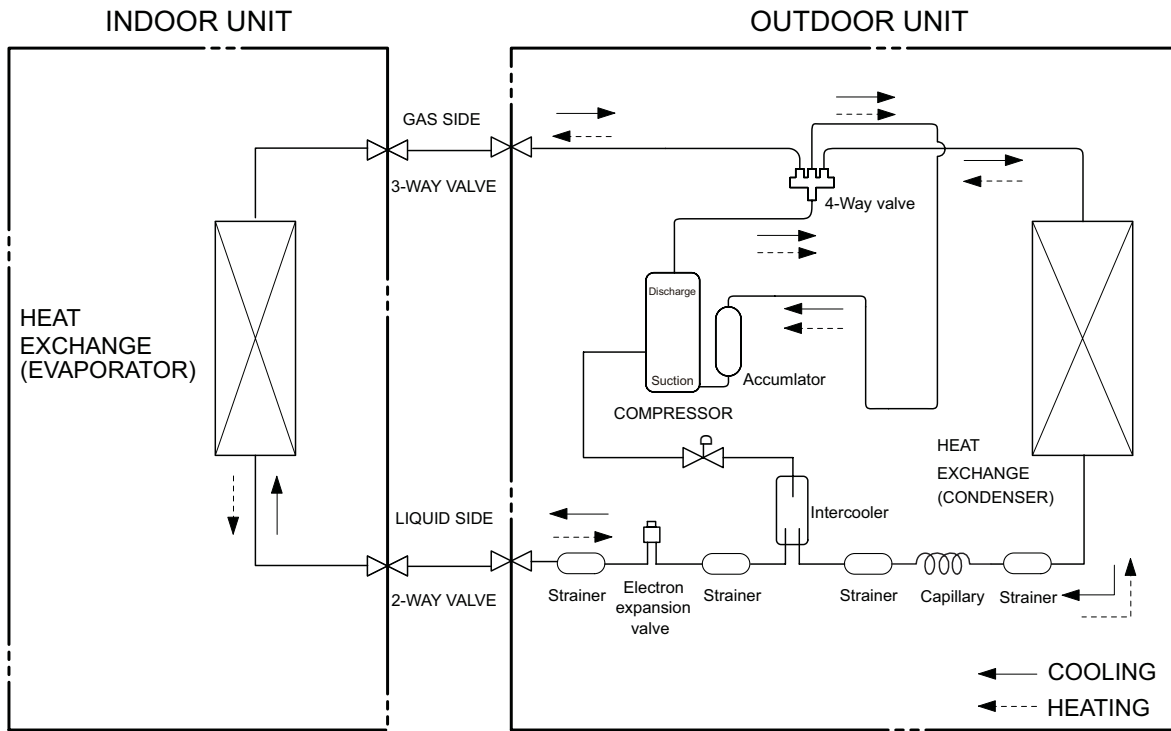 INDOOR UNIT
OUTDOOR UNIT
GAS SIDE
3-WAY VALVE
4-Way valve
Discharge
Suction
Accumlator
COMPRESSOR
HEAT
EXCHANGE
(EVAPORATOR)
HEAT
EXCHANGE
(CONDENSER)
Intercooler
LIQUID SIDE
2-WAY VALVE
Strainer
Electron
expansion
valve
Strainer
Strainer
Capillary
Strainer
COOLING
HEATING